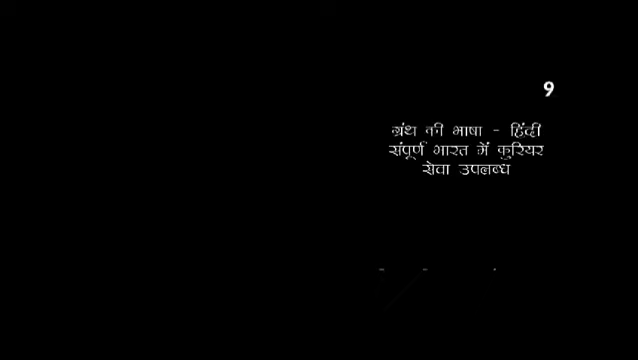 9
ग्रंथ की भाषा - हिंदी
संपूर्ण भारत में कुरियर
सेवा उपलब्ध